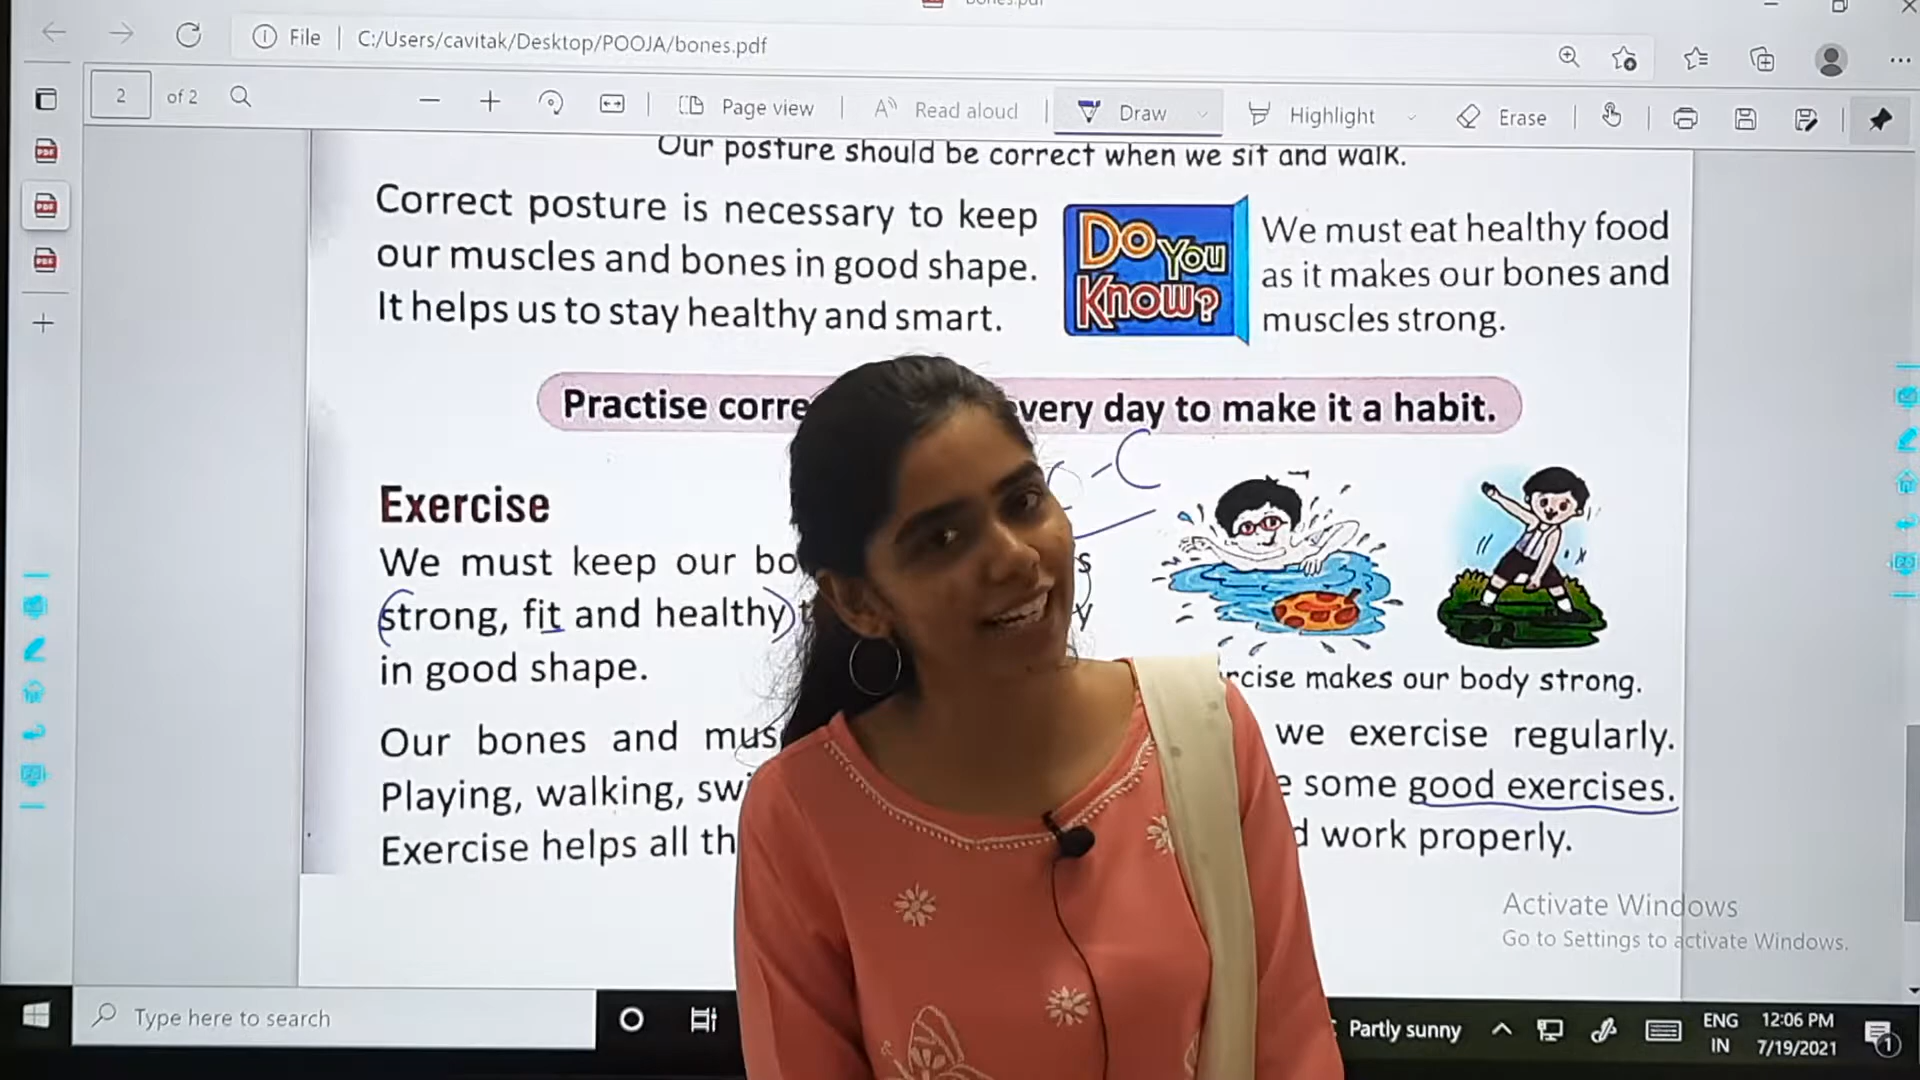 bones.pdf
File
C:/Users/cavitak/Desktop/POOJA/bones.pdf
2 of 2
Page view
Read aloud
Draw
Highlight
Erase
Our posture should be correct when we sit and walk.
Correct posture is necessary to keep
our muscles and bones in good shape.
It helps us to stay healthy and smart.
Do You
Know?
We must eat healthy food
as it makes our bones and
muscles strong.
Practise corre very day to make it a habit.
Exercise
We must keep our bo s
strong, fit and healthy t y
in good shape.
rcise makes our body strong.
Our bones and mus we exercise regularly.
Playing, walking, swi e some good exercises.
Exercise helps all th d work properly.
Activate Windows
Go to Settings to activate Windows.
Type here to search
Partly sunny
ENG
IN
12:06 PM
7/19/2021
1